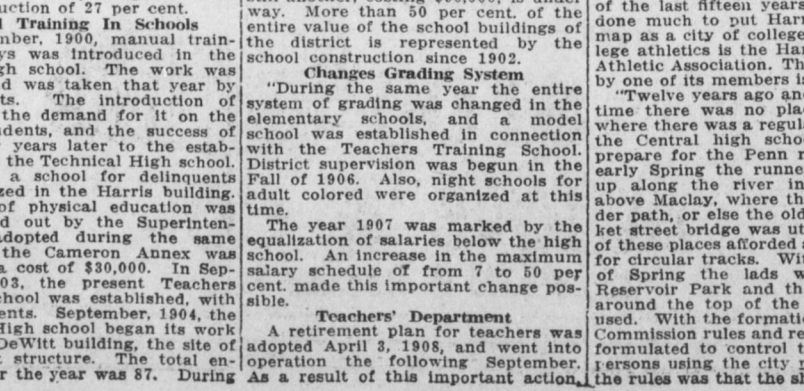 uction of 27 per cent.
l Training In Schools
mber, 1900, manual train-
ys was introduced in the
gh school. The work was
d was taken that year by
ts. The introduction of
the demand for it on the
udents, and the success of
years later to the estab-
the Technical High school.
a school for delinquents
zed in the Harris building.
of physical education was
d out by the Superinten-
adopted during the same
the Cameron Annex was
a cost of $30,000. In Sep-
03, the present Teachers
chool was established, with
ents. September, 1904, the
High school began its work
DeWitt building, the site of
t structure. The total en-
r the year was 87. During
way. More than 50 per cent. of the
entire value of the school buildings of
the district is represented by the
school construction since 1902.
Changes Grading System
"During the same year the entire
system of grading was changed in the
elementary schools, and a model
school was established in connection
with the Teachers Training School.
District supervision was begun in the
Fall of 1906. Also, night schools for
adult colored were organized at this
time.
The year 1907 was marked by the
equalization of salaries below the high
school. An increase in the maximum
salary schedule of from 7 to 50 per
cent. made this important change pos-
sible.
Teachers' Department
A retirement plan for teachers was
adopted April 3, 1908, and went into
operation the following September.
As a result of this important action,
of the last fifteen years
done much to put Harr
map as a city of college
lege athletics is the Har
Athletic Association. Th
by one of its members i
"Twelve years ago an
time there was no pla
where there was a regul
the Central high scho
prepare for the Penn r
early Spring the runne
up along the river in
above Maclay, where th
der path, or else the old
ket street bridge was ut
of these places afforded
for circular tracks. Wi
of Spring the lads w
Reservoir Park and th
around the top of the
used. With the formati
Commission rules and re
formulated to control t
persons using the city
the rules was that the s